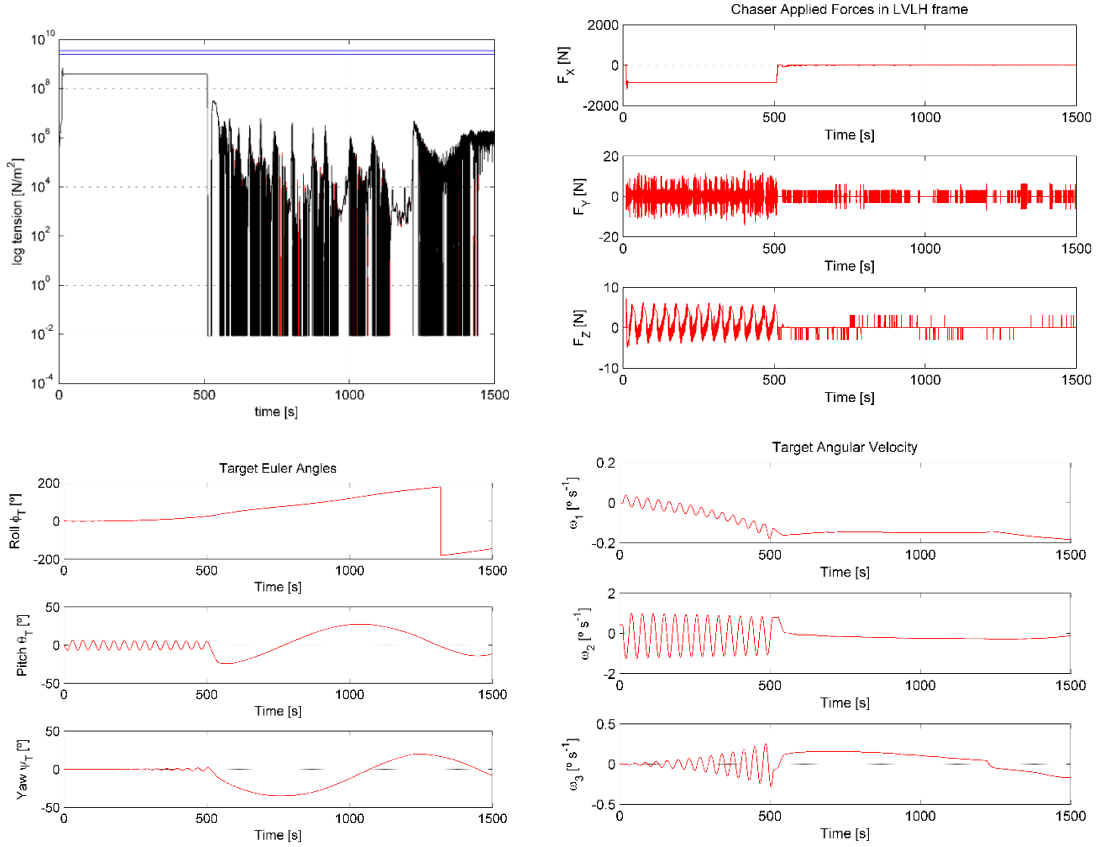 10^10
10^8
10^6
10^4
10^2
10^0
10^-2
10^-4
log tension [N/m²]
0 500 1000 1500
time [s]
Chaser Applied Forces in LVLH frame
2000
0
-2000
F_X [N]
0 500 1000 1500
Time [s]
20
0
-20
F_Y [N]
0 500 1000 1500
Time [s]
10
0
-10
F_Z [N]
0 500 1000 1500
Time [s]
Target Euler Angles
200
0
-200
Roll ϕ_T [º]
0 500 1000 1500
Time [s]
50
0
-50
Pitch θ_T [º]
0 500 1000 1500
Time [s]
50
0
-50
Yaw ψ_T [º]
0 500 1000 1500
Time [s]
Target Angular Velocity
0.2
0
-0.2
ω_1 [º s^-1]
0 500 1000 1500
Time [s]
2
0
-2
ω_2 [º s^-1]
0 500 1000 1500
Time [s]
0.5
0
-0.5
ω_3 [º s^-1]
0 500 1000 1500
Time [s]